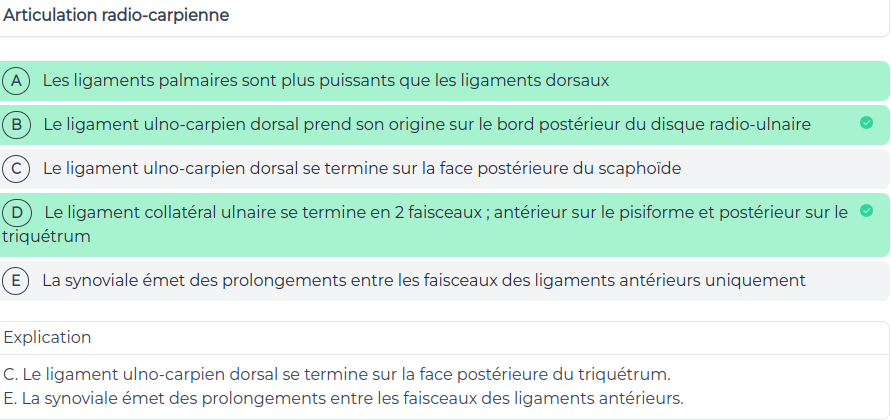 Articulation radio-carpienne
A Les ligaments palmaires sont plus puissants que les ligaments dorsaux
B Le ligament ulno-carpien dorsal prend son origine sur le bord postérieur du disque radio-ulnaire
C Le ligament ulno-carpien dorsal se termine sur la face postérieure du scaphoïde
D Le ligament collatéral ulnaire se termine en 2 faisceaux ; antérieur sur le pisiforme et postérieur sur le
triquétrum
E La synoviale émet des prolongements entre les faisceaux des ligaments antérieurs uniquement
Explication
C. Le ligament ulno-carpien dorsal se termine sur la face postérieure du triquétrum.
E. La synoviale émet des prolongements entre les faisceaux des ligaments antérieurs.